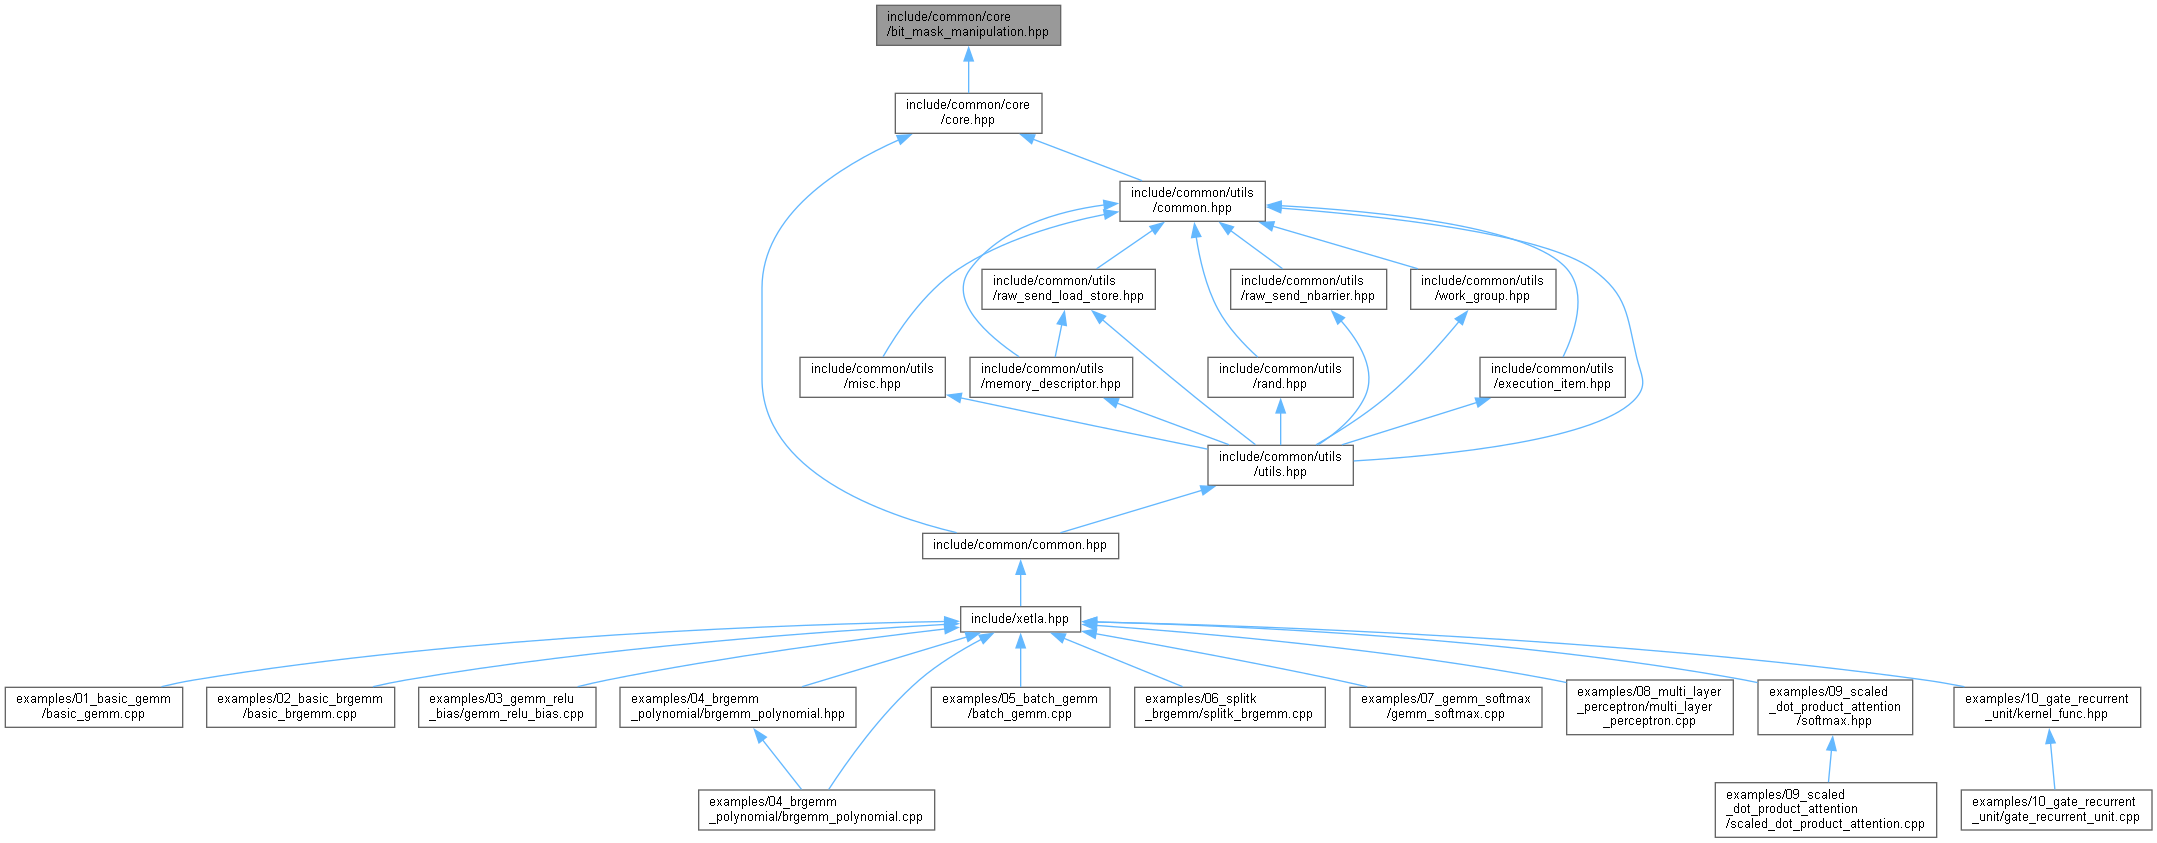 include/common/core
/bit_mask_manipulation.hpp
include/common/core
/core.hpp
include/common/utils
/common.hpp
include/common/utils
/raw_send_load_store.hpp
include/common/utils
/raw_send_nbarrier.hpp
include/common/utils
/work_group.hpp
include/common/utils
/misc.hpp
include/common/utils
/memory_descriptor.hpp
include/common/utils
/rand.hpp
include/common/utils
/execution_item.hpp
include/common/utils
/utils.hpp
include/common/common.hpp
include/xetla.hpp
examples/01_basic_gemm
/basic_gemm.cpp
examples/02_basic_brgemm
/basic_brgemm.cpp
examples/03_gemm_relu
_bias/gemm_relu_bias.cpp
examples/04_brgemm
_polynomial/brgemm_polynomial.hpp
examples/05_batch_gemm
/batch_gemm.cpp
examples/06_splitk
_brgemm/splitk_brgemm.cpp
examples/07_gemm_softmax
/gemm_softmax.cpp
examples/08_multi_layer
_perceptron/multi_layer
_perceptron.cpp
examples/09_scaled
_dot_product_attention
/softmax.hpp
examples/10_gate_recurrent
_unit/kernel_func.hpp
examples/04_brgemm
_polynomial/brgemm_polynomial.cpp
examples/09_scaled
_dot_product_attention
/scaled_dot_product_attention.cpp
examples/10_gate_recurrent
_unit/gate_recurrent_unit.cpp